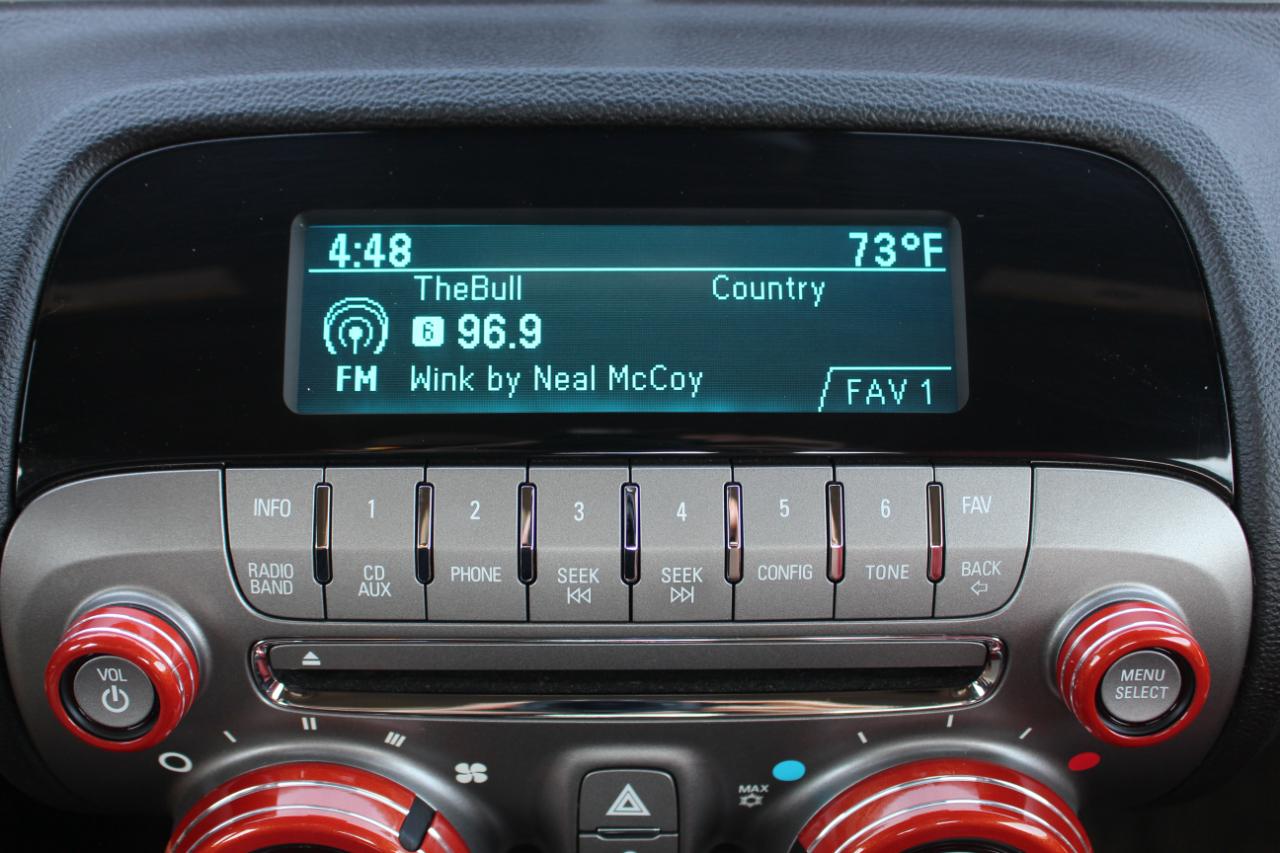 4:48 73°F
TheBull Country
6 96.9
FM Wink by Neal McCoy FAV 1
INFO 1 2 3 4 5 6 FAV
RADIO BAND CD AUX PHONE SEEK SEEK CONFIG TONE BACK
VOL
MENU
SELECT
MAX